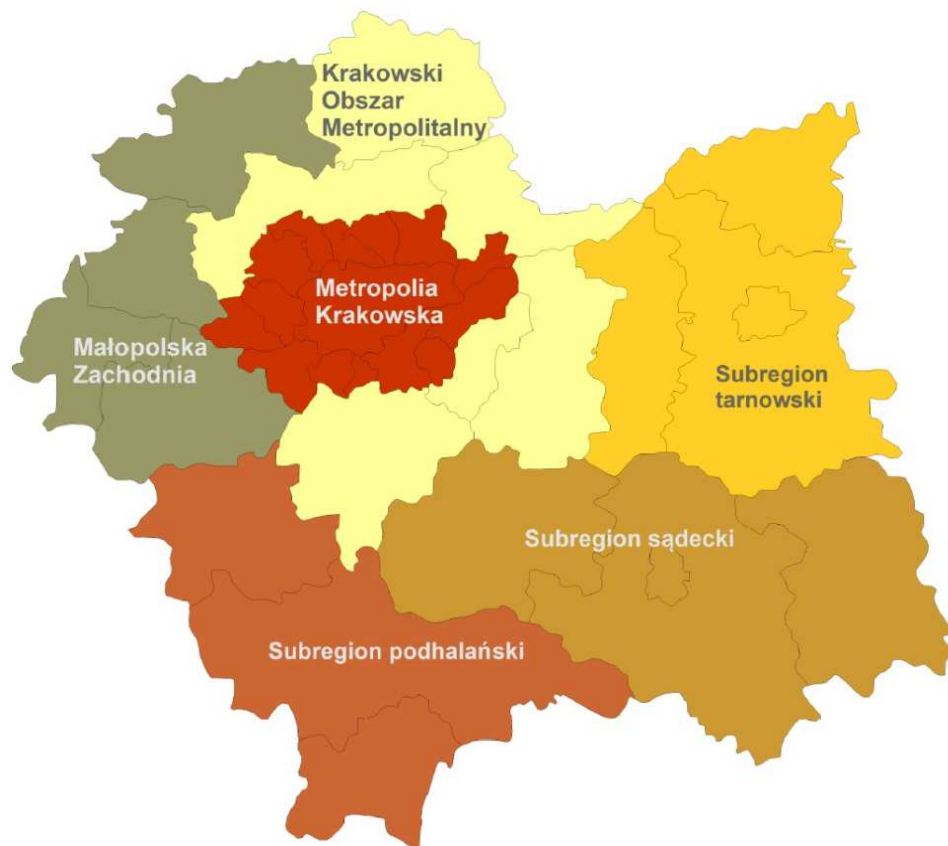 Krakowski
Obszar
Metropolitalny
Metropolia
Krakowska
Małopolska
Zachodnia
Subregion
tarnowski
Subregion sądecki
Subregion podhalański